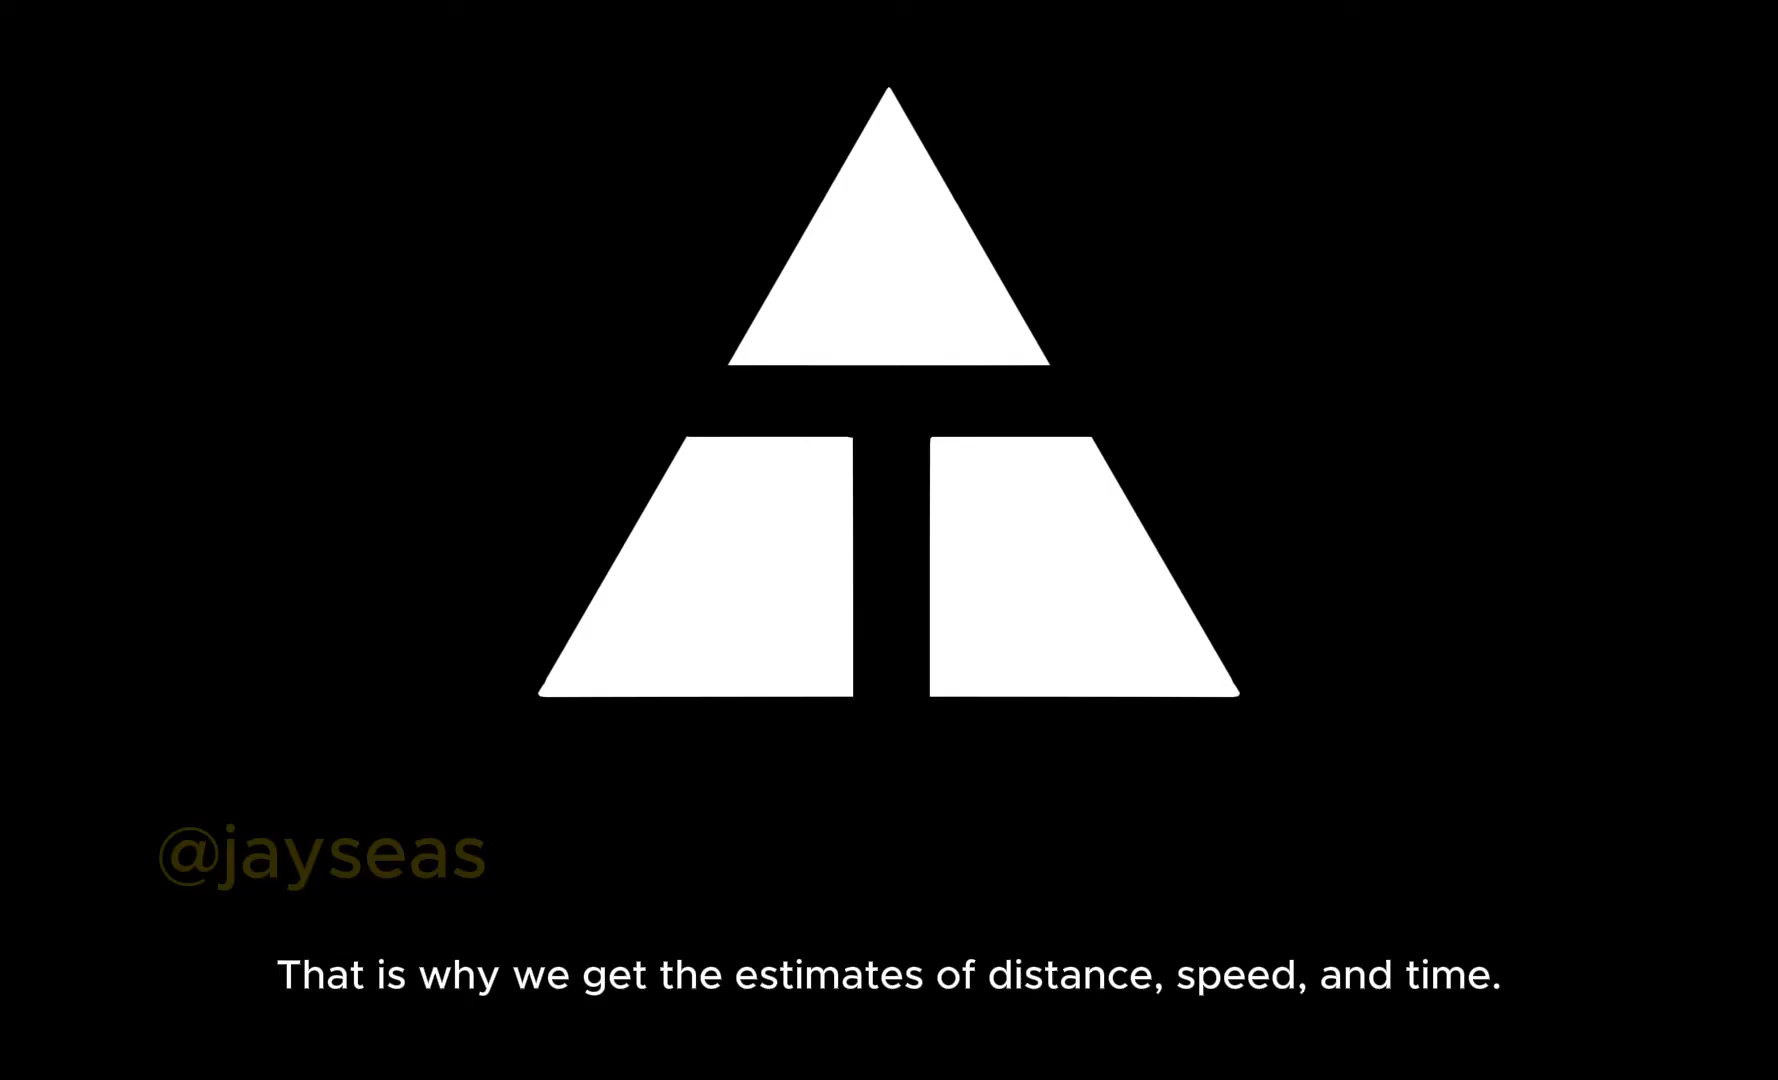 @jayseas
That is why we get the estimates of distance, speed, and time.